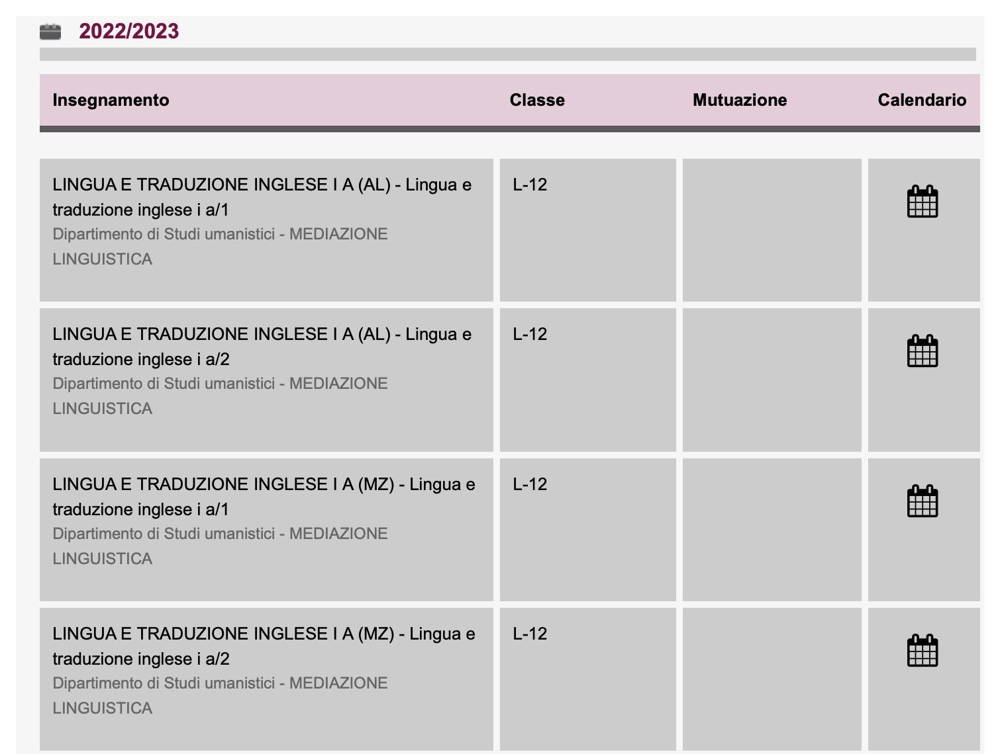 2022/2023
Insegnamento Classe Mutuazione Calendario
LINGUA E TRADUZIONE INGLESE I A (AL) - Lingua e L-12
traduzione inglese i a/1
Dipartimento di Studi umanistici - MEDIAZIONE
LINGUISTICA
LINGUA E TRADUZIONE INGLESE I A (AL) - Lingua e L-12
traduzione inglese i a/2
Dipartimento di Studi umanistici - MEDIAZIONE
LINGUISTICA
LINGUA E TRADUZIONE INGLESE I A (MZ) - Lingua e L-12
traduzione inglese i a/1
Dipartimento di Studi umanistici - MEDIAZIONE
LINGUISTICA
LINGUA E TRADUZIONE INGLESE I A (MZ) - Lingua e L-12
traduzione inglese i a/2
Dipartimento di Studi umanistici - MEDIAZIONE
LINGUISTICA